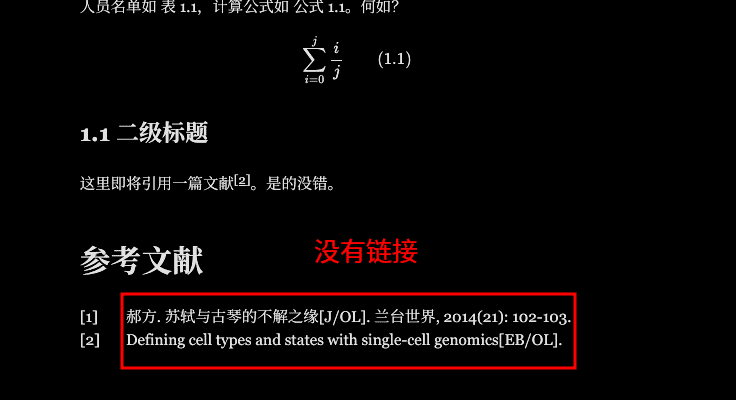 人员名单如 表 1.1，计算公式如 公式 1.1。何如？
\sum_{i=0}^{j} \frac{i}{j} (1.1)
1.1 二级标题
这里即将引用一篇文献[2]。是的没错。
参考文献
没有链接
[1] 郝方. 苏轼与古琴的不解之缘[J/OL]. 兰台世界, 2014(21): 102-103.
[2] Defining cell types and states with single-cell genomics[EB/OL].